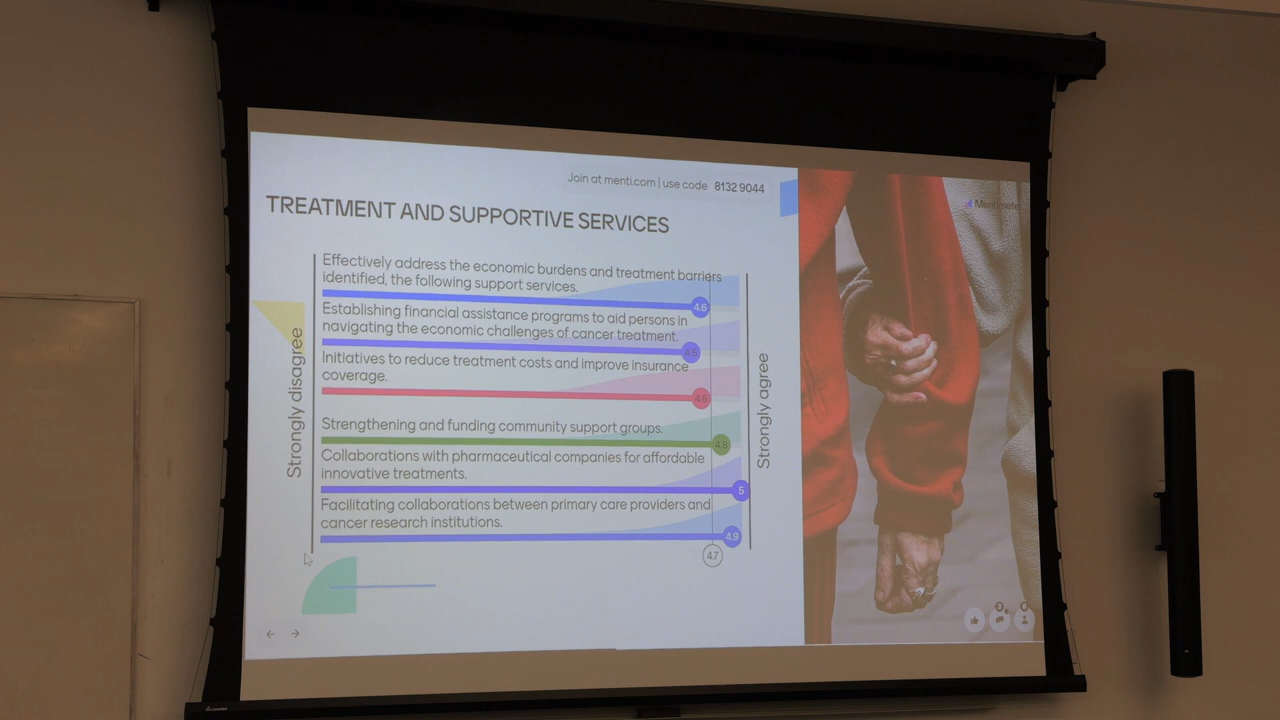 Join at menti.com | use code 8132 9044
TREATMENT AND SUPPORTIVE SERVICES
Effectively address the economic burdens and treatment barriers
identified, the following support services.
4.6
Establishing financial assistance programs to aid persons in
navigating the economic challenges of cancer treatment.
4.5
Initiatives to reduce treatment costs and improve insurance
coverage.
4.6
Strengthening and funding community support groups.
4.8
Collaborations with pharmaceutical companies for affordable
innovative treatments.
5
Facilitating collaborations between primary care providers and
cancer research institutions.
4.9
4.7
Strongly disagree
Strongly agree
Mentimeter
3